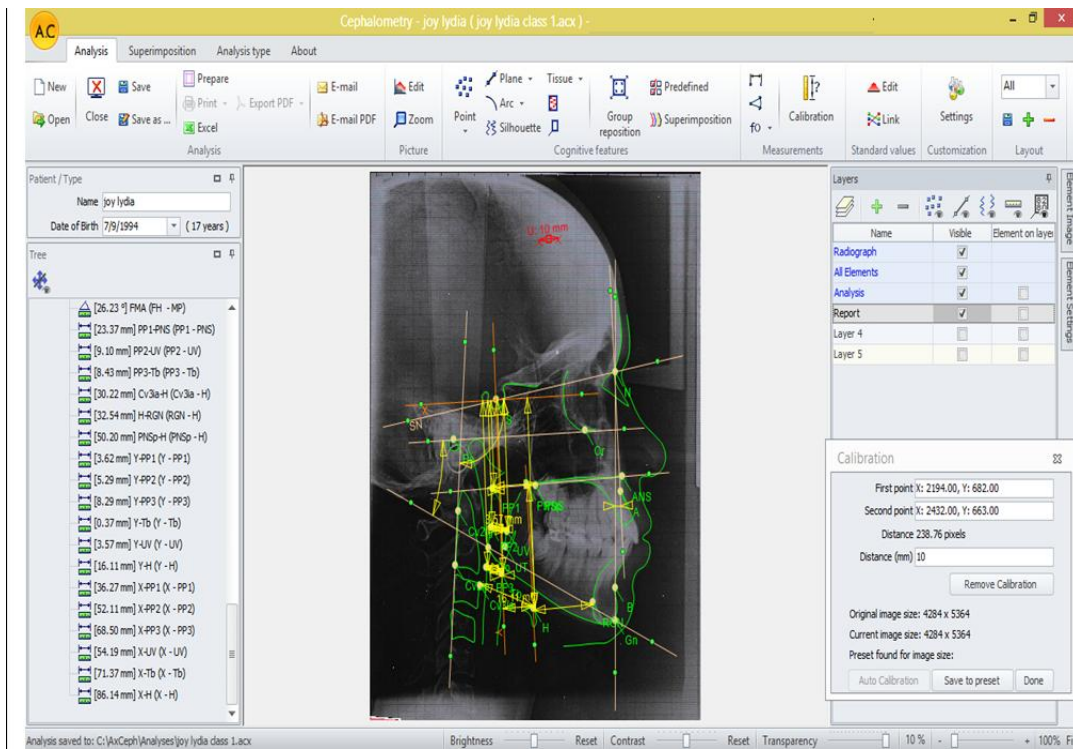 A.C
Cephalometry - joy lydia ( joy lydia class 1.acx ) -
Analysis Superimposition Analysis type About
New
Open
Close
Save
Save as ...
Prepare
Print
Export PDF
Excel
E-mail
E-mail PDF
Edit
Zoom
Point
Plane
Tissue
Arc
Silhouette
Group reposition
Predefined
Superimposition
fo
Calibration
Edit
Link
Settings
All
Analysis Picture Cognitive features Measurements Standard values Customization Layout
Patient / Type
Name joy lydia
Date of Birth 7/9/1994 ( 17 years )
Tree
[26.23 º] FMA (FH - MP)
[23.37 mm] PP1-PNS (PP1 - PNS)
[9.10 mm] PP2-UV (PP2 - UV)
[8.43 mm] PP3-Tb (PP3 - Tb)
[30.22 mm] Cv3ia-H (Cv3ia - H)
[32.54 mm] H-RGN (RGN - H)
[50.20 mm] PNSp-H (PNSp - H)
[3.62 mm] Y-PP1 (Y - PP1)
[5.29 mm] Y-PP2 (Y - PP2)
[8.29 mm] Y-PP3 (Y - PP3)
[0.37 mm] Y-Tb (Y - Tb)
[3.57 mm] Y-UV (Y - UV)
[16.11 mm] Y-H (Y - H)
[36.27 mm] X-PP1 (X - PP1)
[52.11 mm] X-PP2 (X - PP2)
[68.50 mm] X-PP3 (X - PP3)
[54.19 mm] X-UV (X - UV)
[71.37 mm] X-Tb (X - Tb)
[86.14 mm] X-H (X - H)
U: 10 mm
N
SN
S
Or
ANS
A
PP1
UV
UT
PP3
B
RGN
H
Gn
Layers
Name Visible Element on layer
Radiograph
All Elements
Analysis
Report
Layer 4
Layer 5
Element Image
Element Settings
Calibration
First point X: 2194.00, Y: 682.00
Second point X: 2432.00, Y: 663.00
Distance 238.76 pixels
Distance (mm) 10
Remove Calibration
Original image size: 4284 x 5364
Current image size: 4284 x 5364
Preset found for image size:
Auto Calibration Save to preset Done
Analysis saved to: C:\AxCeph\Analyses\joy lydia class 1.acx
Brightness Reset Contrast Reset Transparency 10 % - + 100% Fi